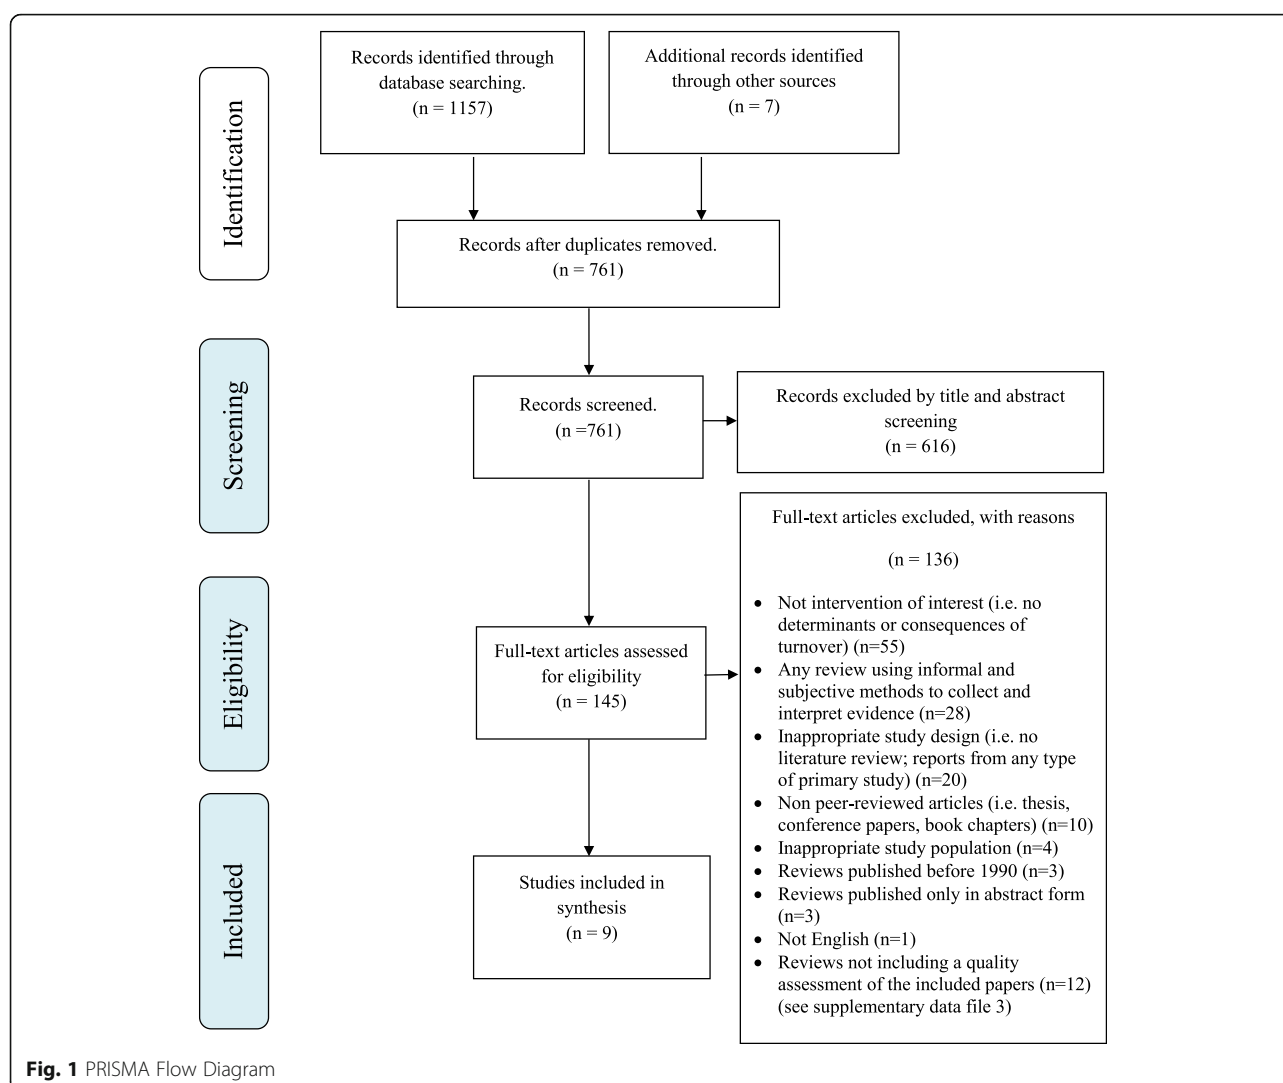 Identification
Records identified through
database searching.
(n = 1157)
Additional records identified
through other sources
(n = 7)
Records after duplicates removed.
(n = 761)
Screening
Records screened.
(n =761)
Records excluded by title and abstract
screening
(n = 616)
Eligibility
Full-text articles assessed
for eligibility
(n = 145)
Full-text articles excluded, with reasons
(n = 136)
• Not intervention of interest (i.e. no
determinants or consequences of
turnover) (n=55)
• Any review using informal and
subjective methods to collect and
interpret evidence (n=28)
• Inappropriate study design (i.e. no
literature review; reports from any type
of primary study) (n=20)
• Non peer-reviewed articles (i.e. thesis,
conference papers, book chapters) (n=10)
• Inappropriate study population (n=4)
• Reviews published before 1990 (n=3)
• Reviews published only in abstract form
(n=3)
• Not English (n=1)
• Reviews not including a quality
assessment of the included papers (n=12)
(see supplementary data file 3)
Included
Studies included in
synthesis
(n = 9)
Fig. 1 PRISMA Flow Diagram